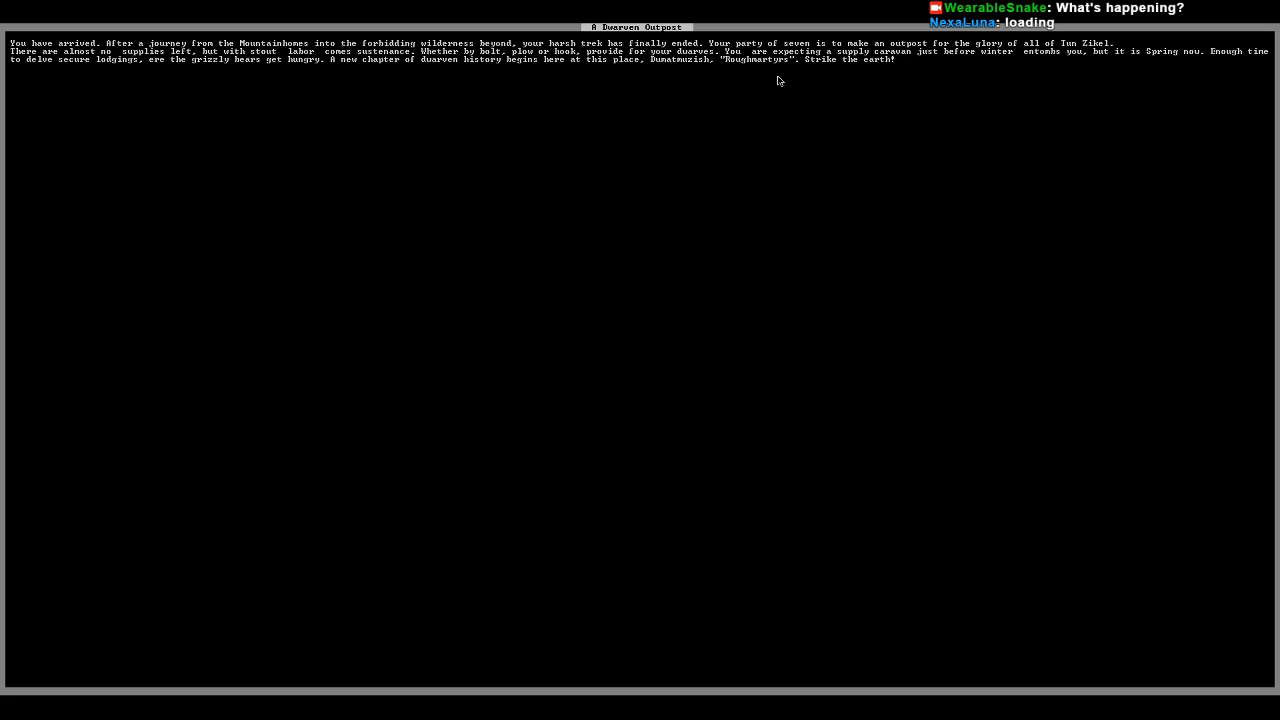 WearableSnake: What's happening?
NexaLuna: loading
A Dwarven Outpost
You have arrived. After a journey from the Mountainhomes into the forbidding wilderness beyond, your harsh trek has finally ended. Your party of seven is to make an outpost for the glory of all of Tun Zikel.
There are almost no supplies left, but with stout labor comes sustenance. Whether by bolt, plow or hook, provide for your dwarves. You are expecting a supply caravan just before winter entombs you, but it is Spring now. Enough time
to delve secure lodgings, ere the grizzly bears get hungry. A new chapter of dwarven history begins here at this place, Dumatmuzish, "Roughmartyrs". Strike the earth!